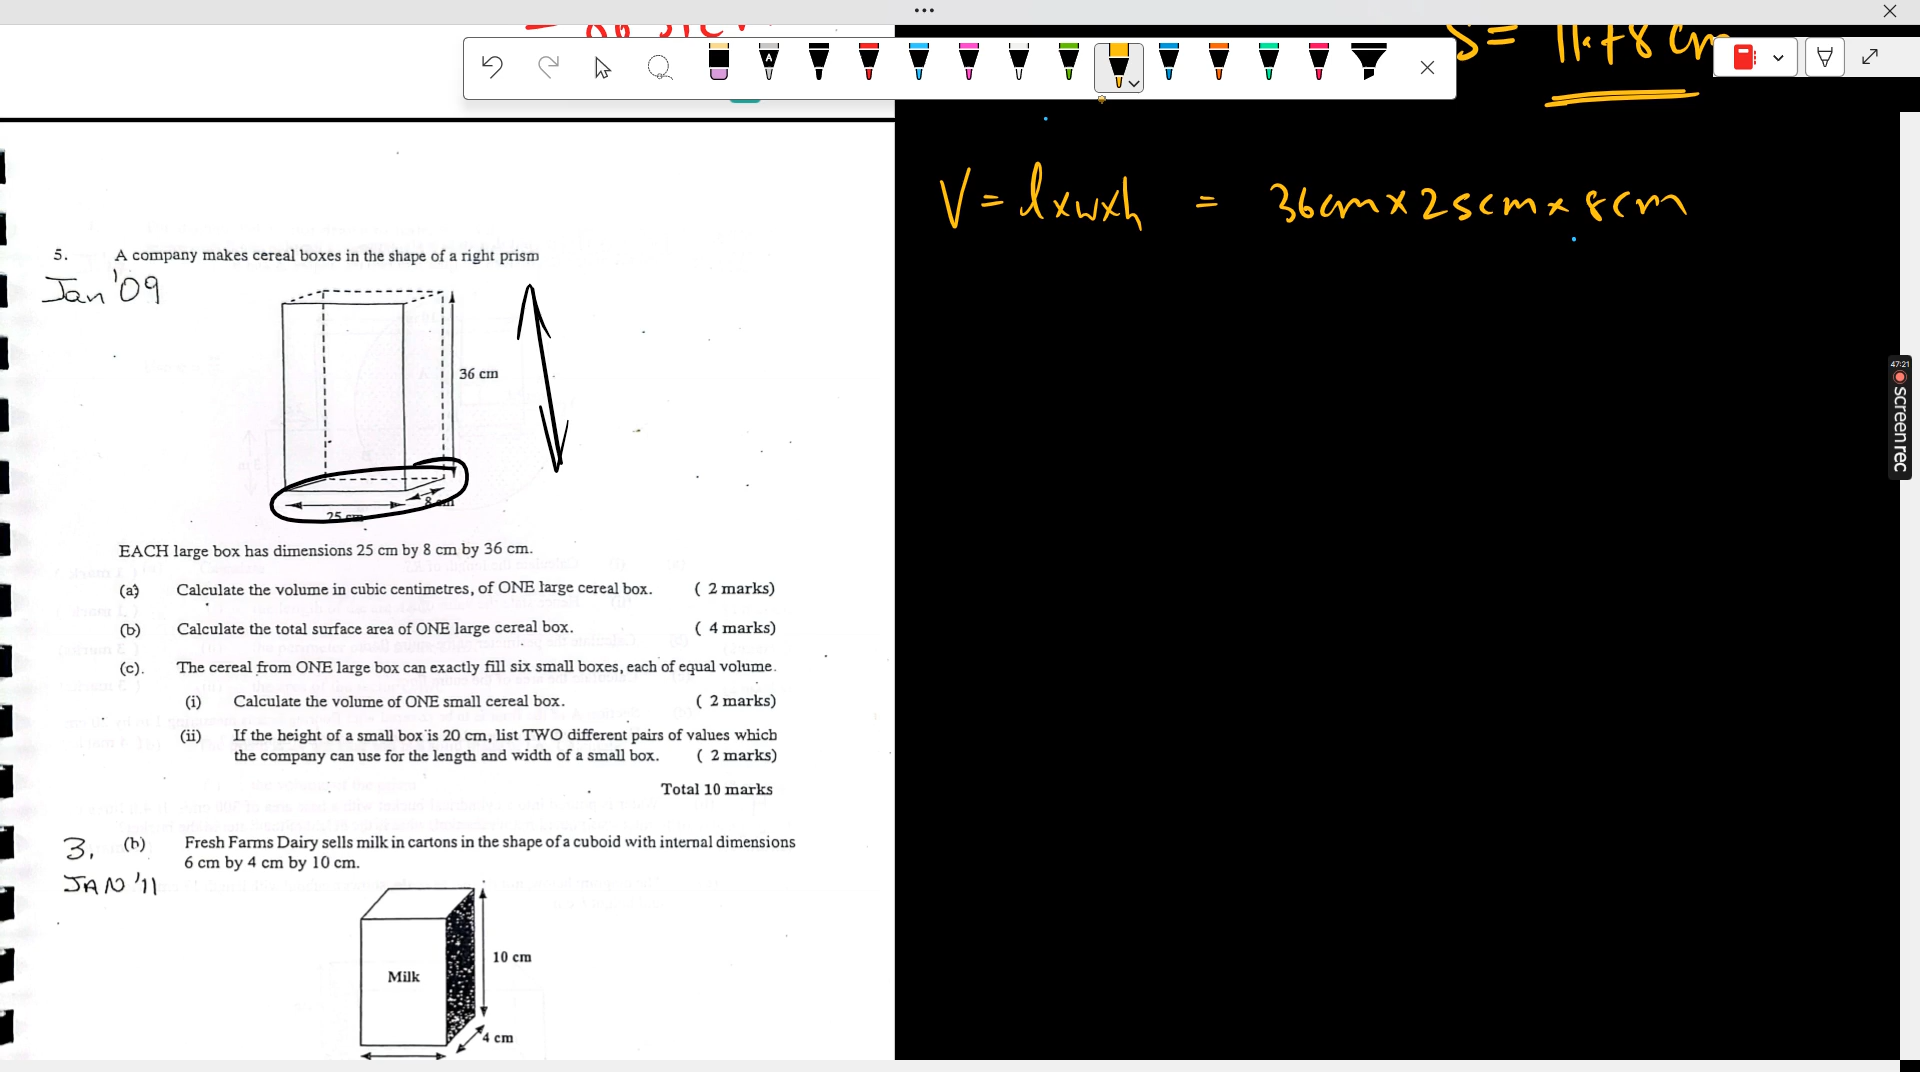 S = 11.78 cm
V = l x w x h = 36cm x 25cm x 8cm
5. A company makes cereal boxes in the shape of a right prism
Jan '09
36 cm
8 cm
25 cm
EACH large box has dimensions 25 cm by 8 cm by 36 cm.
(a) Calculate the volume in cubic centimetres, of ONE large cereal box. ( 2 marks)
(b) Calculate the total surface area of ONE large cereal box. ( 4 marks)
(c). The cereal from ONE large box can exactly fill six small boxes, each of equal volume.
(i) Calculate the volume of ONE small cereal box. ( 2 marks)
(ii) If the height of a small box is 20 cm, list TWO different pairs of values which
the company can use for the length and width of a small box. ( 2 marks)
Total 10 marks
3. (b) Fresh Farms Dairy sells milk in cartons in the shape of a cuboid with internal dimensions
6 cm by 4 cm by 10 cm.
JAN '11
10 cm
Milk
4 cm
47:21
screenrec